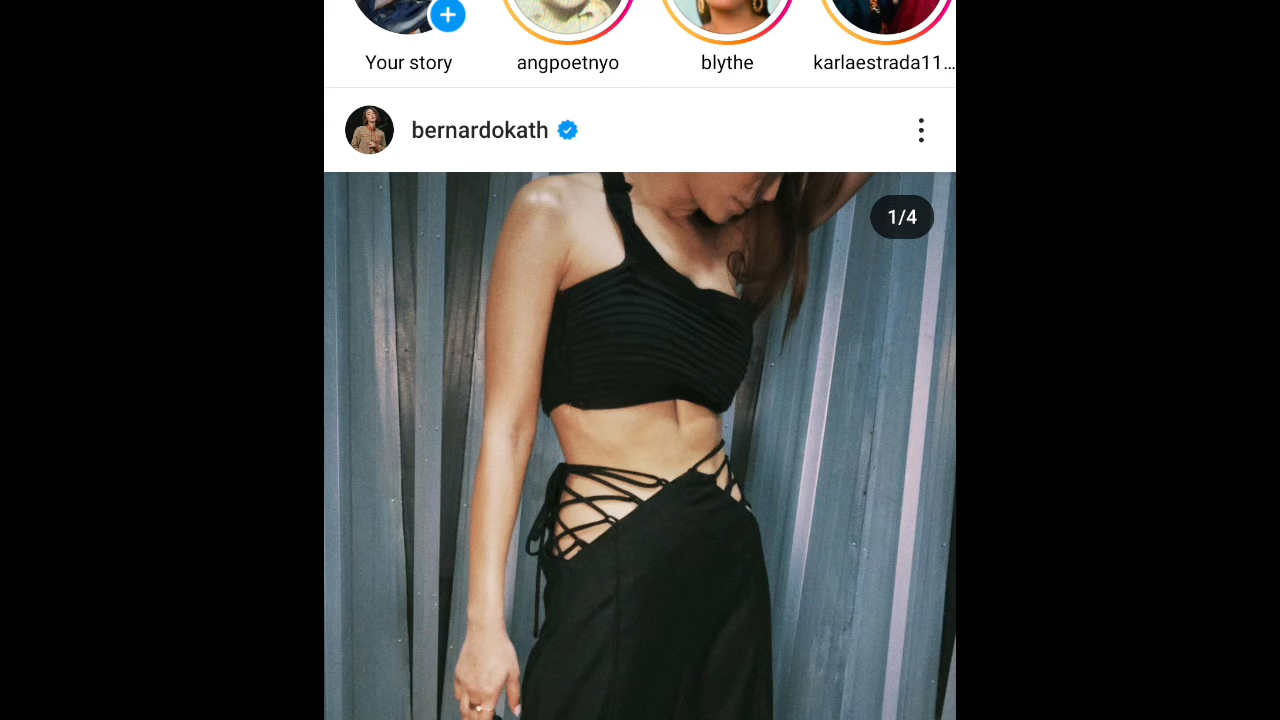 Your story
angpoetnyo
blythe
karlaestrada11...
bernardokath
1/4